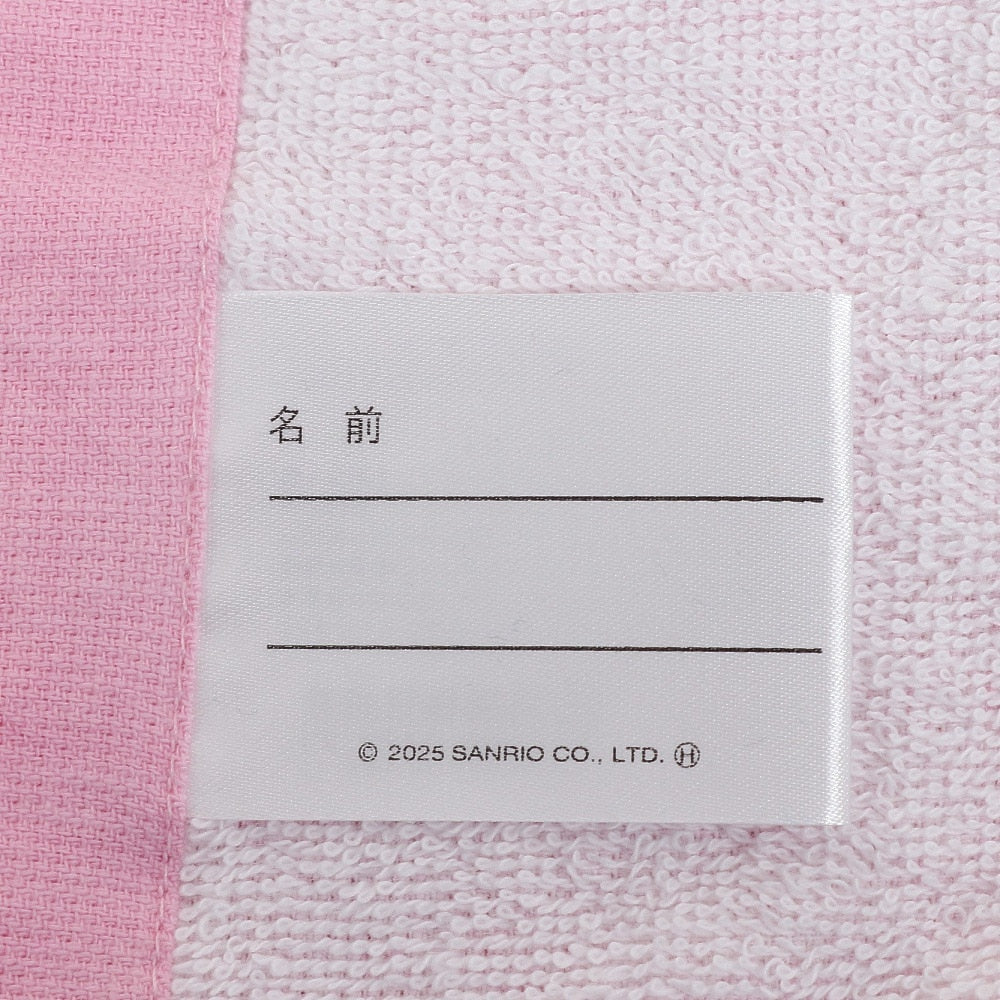 名 前
© 2025 SANRIO CO., LTD. Ⓗ